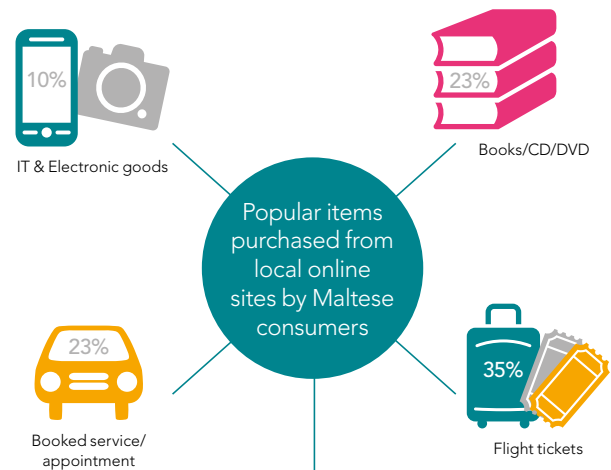 10%
IT & Electronic goods
23%
Books/CD/DVD
Popular items
purchased from
local online
sites by Maltese
consumers
23%
Booked service/
appointment
35%
Flight tickets